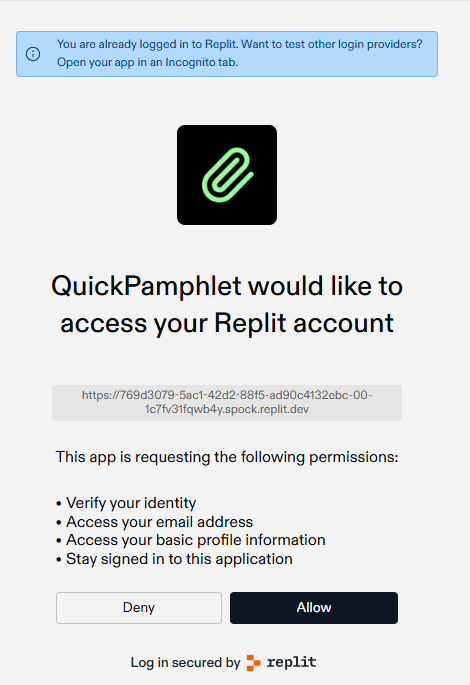 You are already logged in to Replit. Want to test other login providers?
Open your app in an Incognito tab.
QuickPamphlet would like to
access your Replit account
https://769d3079-5ac1-42d2-88f5-ad90c4132ebc-00-
1c7fv31fqwb4y.spock.replit.dev
This app is requesting the following permissions:
• Verify your identity
• Access your email address
• Access your basic profile information
• Stay signed in to this application
Deny
Allow
Log in secured by replit